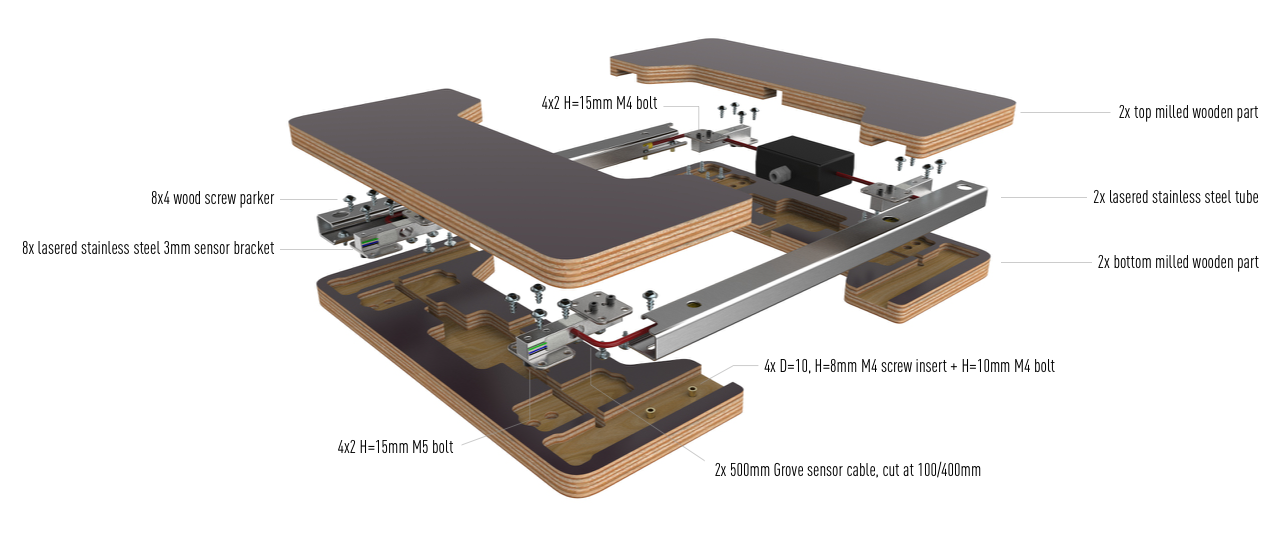 4x2 H=15mm M4 bolt
2x top milled wooden part
8x4 wood screw parker
2x lasered stainless steel tube
8x lasered stainless steel 3mm sensor bracket
2x bottom milled wooden part
4x D=10, H=8mm M4 screw insert + H=10mm M4 bolt
4x2 H=15mm M5 bolt
2x 500mm Grove sensor cable, cut at 100/400mm